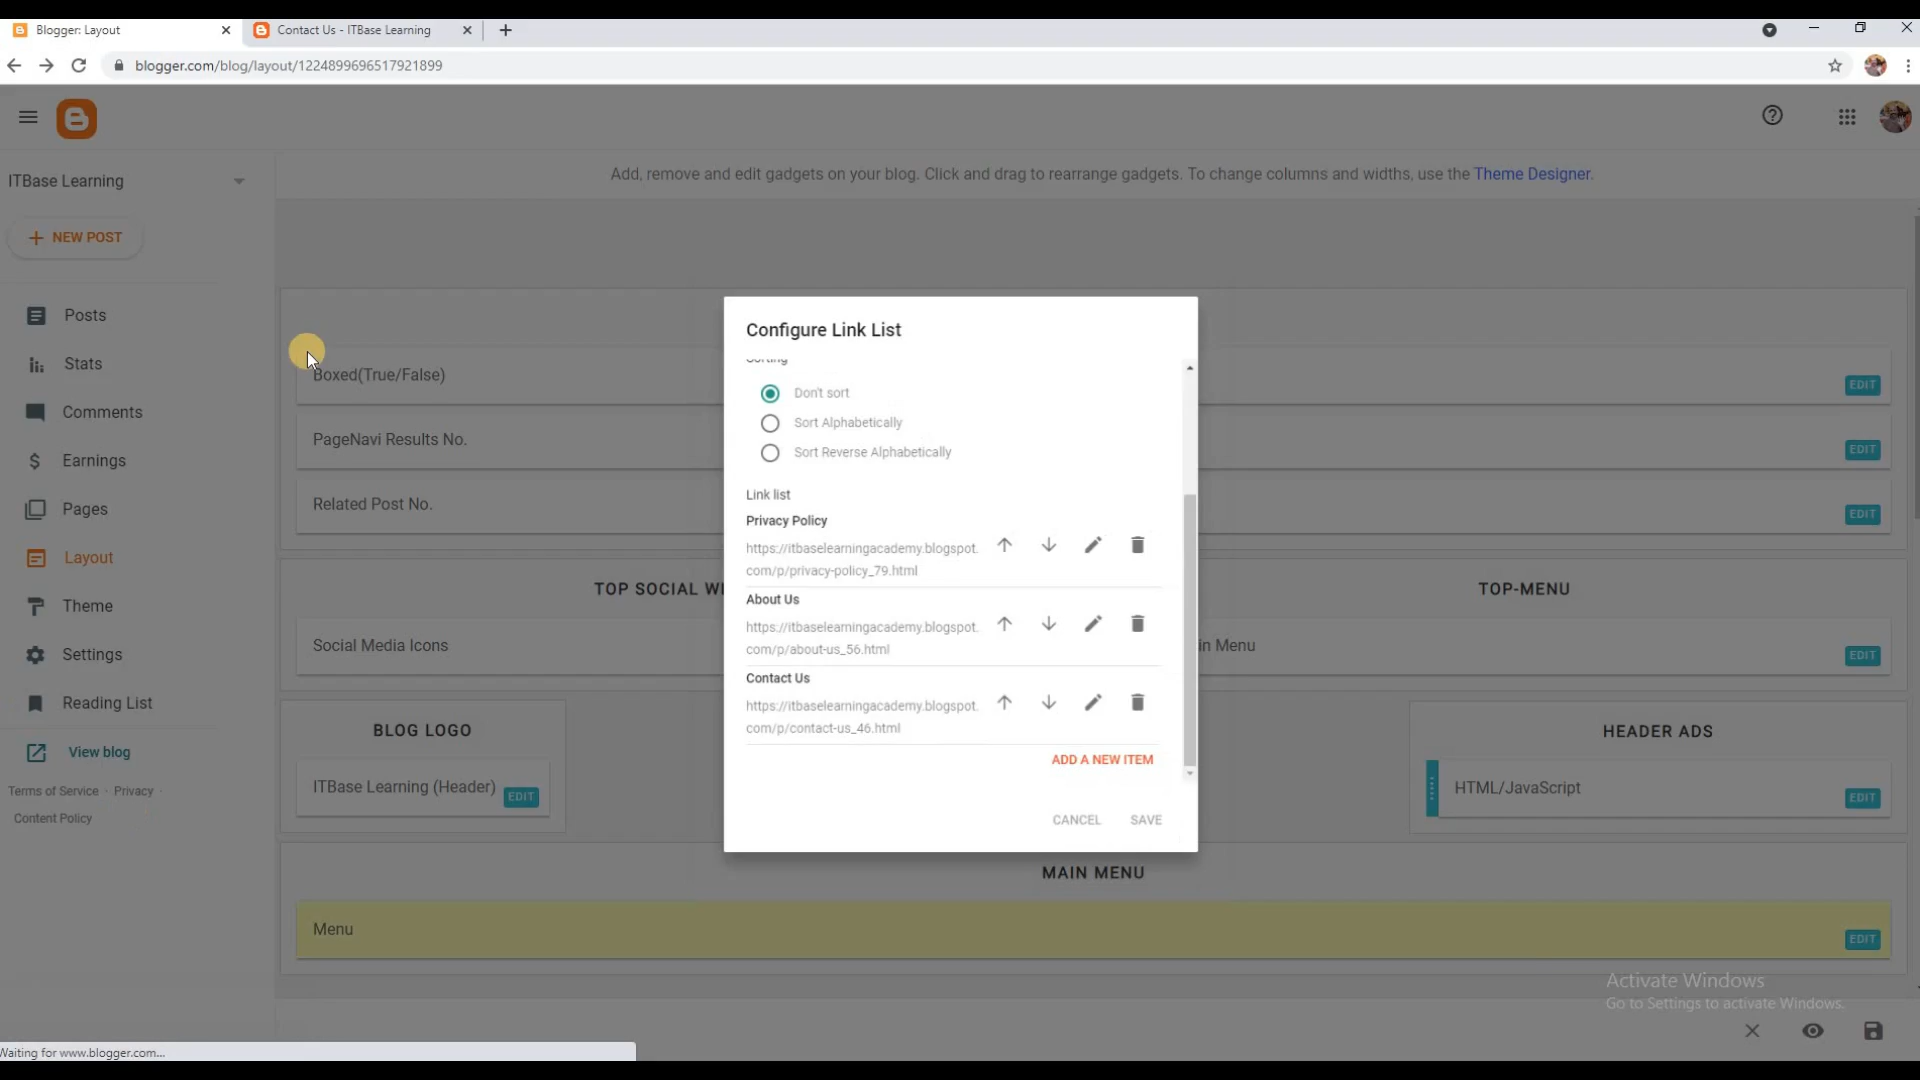 Blogger: Layout
Contact Us - ITBase Learning
blogger.com/blog/layout/1224899696517921899
ITBase Learning
Add, remove and edit gadgets on your blog. Click and drag to rearrange gadgets. To change columns and widths, use the Theme Designer.
NEW POST
Posts
Stats
Comments
Earnings
Pages
Layout
Theme
Settings
Reading List
View blog
Terms of Service · Privacy ·
Content Policy
Boxed(True/False)
EDIT
PageNavi Results No.
EDIT
Related Post No.
EDIT
TOP SOCIAL
TOP-MENU
Social Media Icons
Menu
EDIT
BLOG LOGO
ITBase Learning (Header)
EDIT
HEADER ADS
HTML/JavaScript
EDIT
MAIN MENU
Menu
EDIT
Configure Link List
Sorting
Don't sort
Sort Alphabetically
Sort Reverse Alphabetically
Link list
Privacy Policy
https://itbaselearningacademy.blogspot.
com/p/privacy-policy_79.html
About Us
https://itbaselearningacademy.blogspot.
com/p/about-us_56.html
Contact Us
https://itbaselearningacademy.blogspot.
com/p/contact-us_46.html
ADD A NEW ITEM
CANCEL
SAVE
Activate Windows
Go to Settings to activate Windows.
Waiting for www.blogger.com...